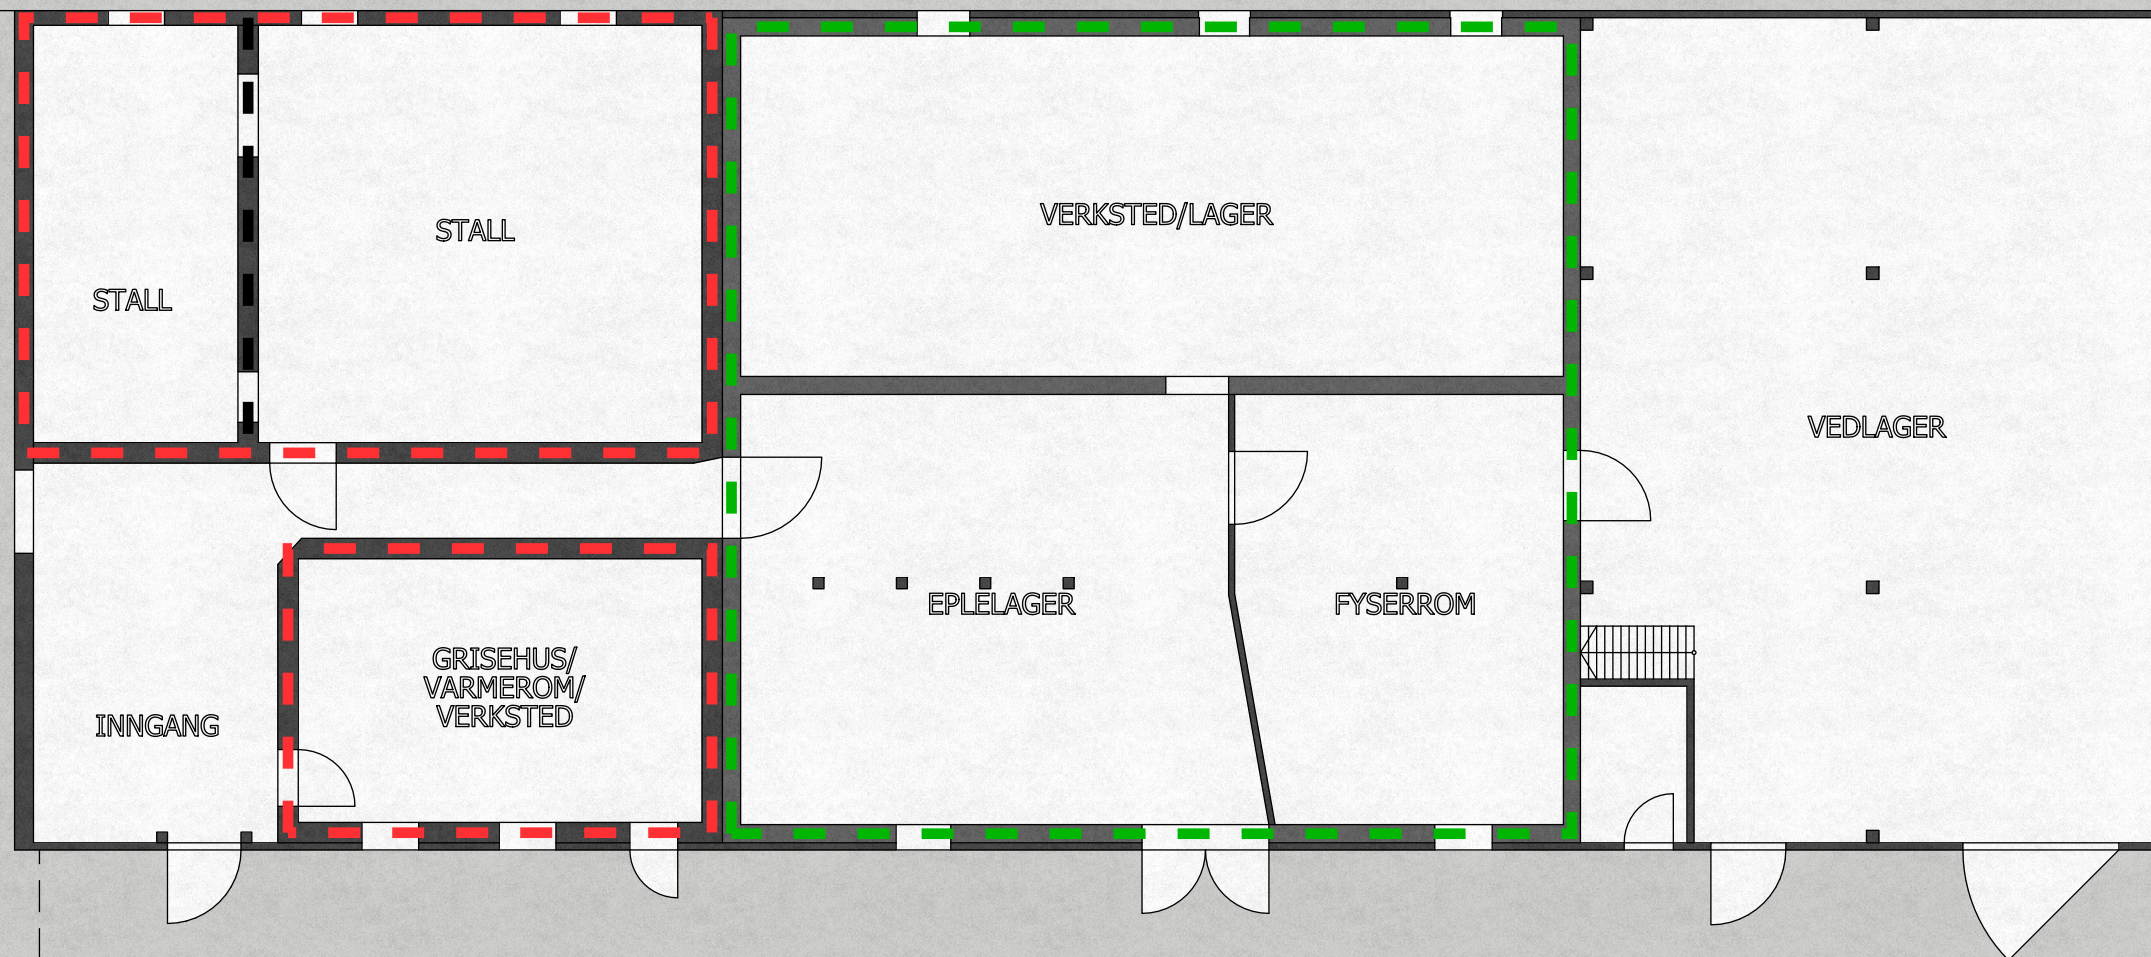 STALL
STALL
VERKSTED/LAGER
VEDLAGER
EPLELAGER
FYSERROM
GRISEHUS/
VARMEROM/
VERKSTED
INNGANG